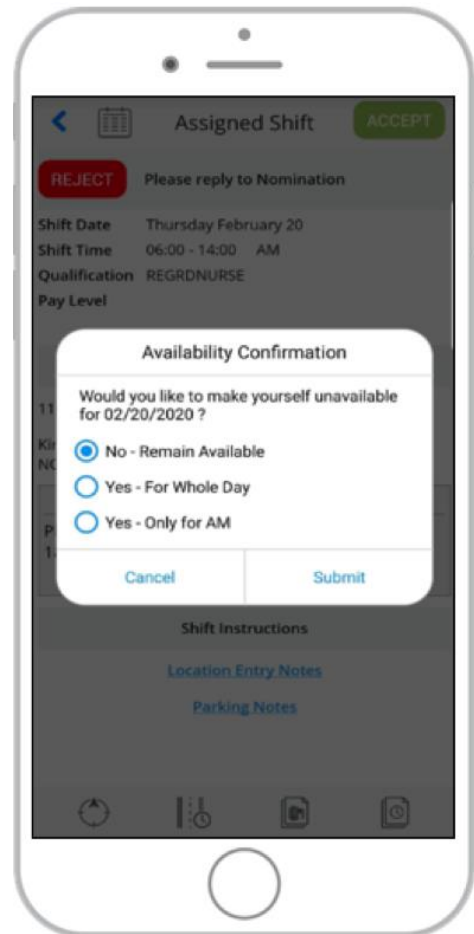 Assigned Shift
ACCEPT
REJECT
Please reply to Nomination
Shift Date Thursday February 20
Shift Time 06:00 - 14:00 AM
Qualification REGRDNURSE
Pay Level
Availability Confirmation
Would you like to make yourself unavailable
for 02/20/2020 ?
11
No - Remain Available
Yes - For Whole Day
Yes - Only for AM
Cancel
Submit
Shift Instructions
Location Entry Notes
Parking Notes